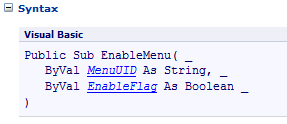 Syntax
Visual Basic
Public Sub EnableMenu( _
ByVal MenuUID As String, _
ByVal EnableFlag As Boolean _
)